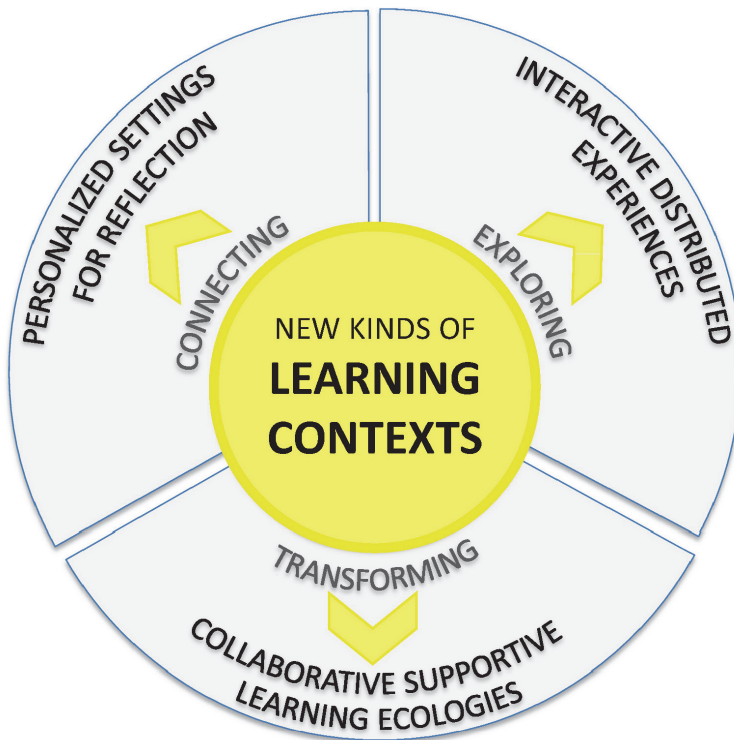 PERSONALIZED SETTINGS
FOR REFLECTION
CONNECTING
INTERACTIVE DISTRIBUTED
EXPERIENCES
EXPLORING
NEW KINDS OF
LEARNING
CONTEXTS
TRANSFORMING
COLLABORATIVE SUPPORTIVE
LEARNING ECOLOGIES